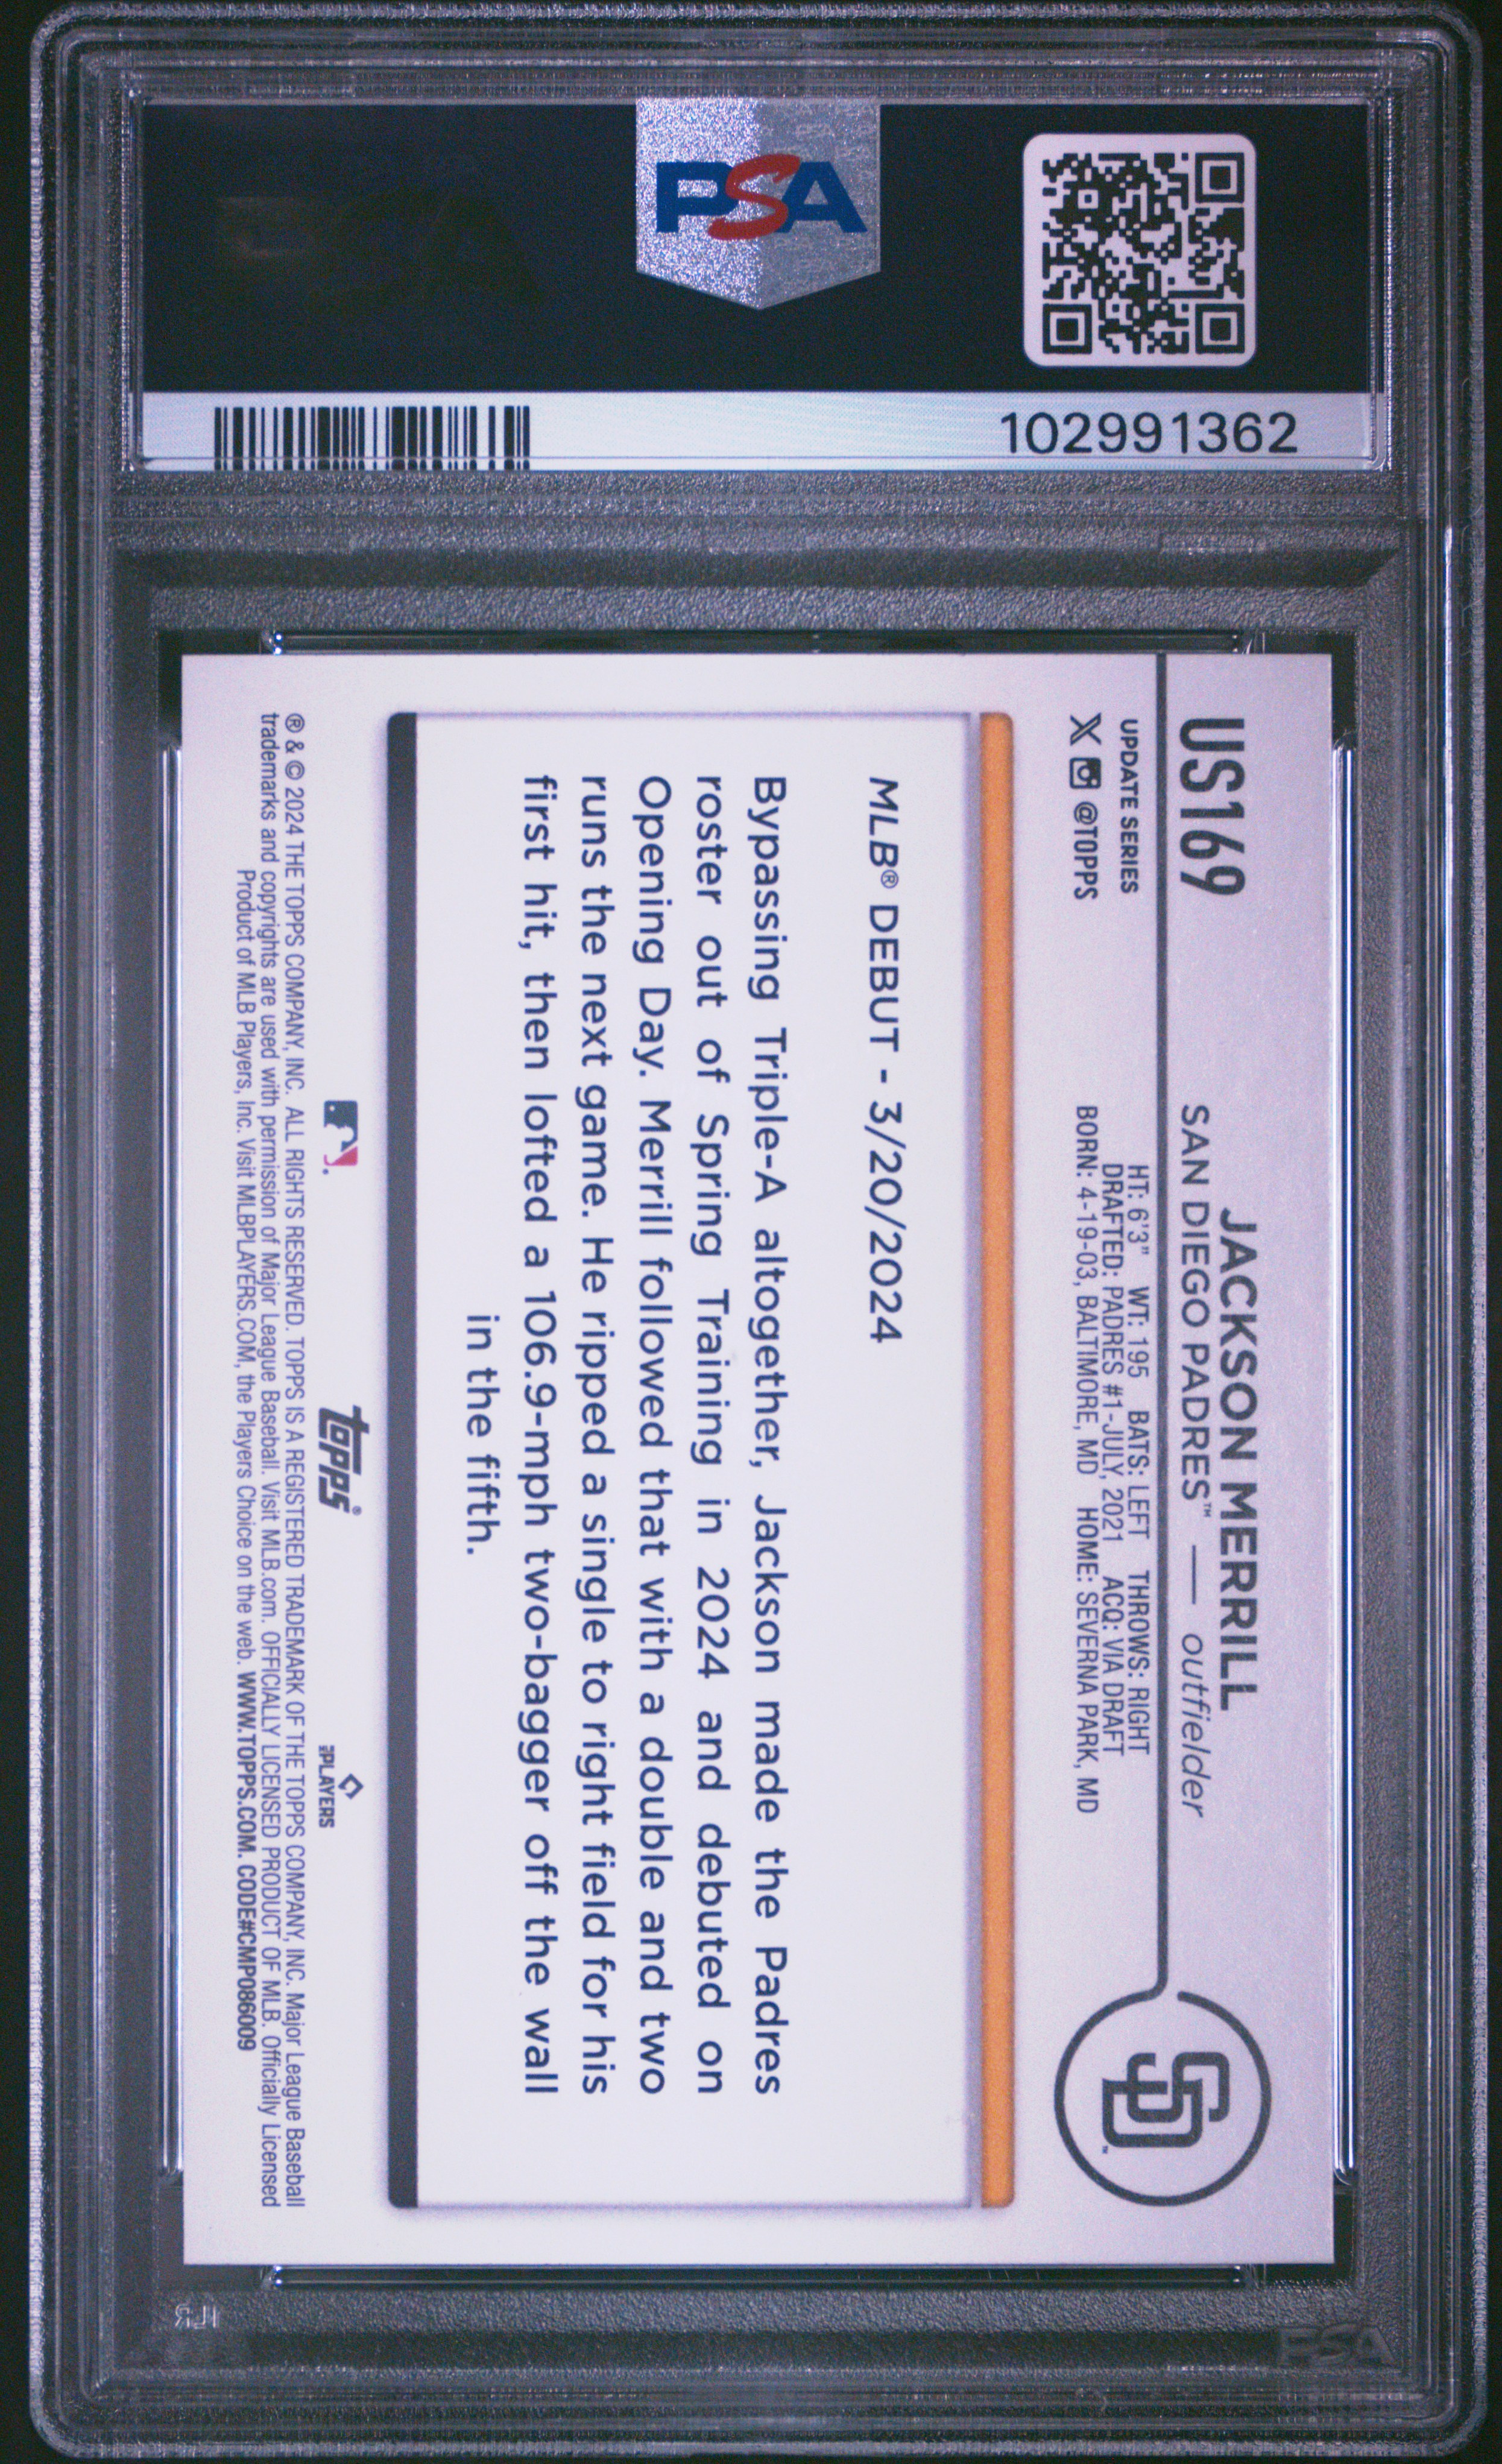 PSA
102991362
US169
JACKSON MERRILL
SAN DIEGO PADRES™ — outfielder
UPDATE SERIES
@TOPPS
HT: 6'3" WT: 195 BATS: LEFT THROWS: RIGHT
DRAFTED: PADRES #1-JULY, 2021 ACQ: VIA DRAFT
BORN: 4-19-03, BALTIMORE, MD HOME: SEVERNA PARK, MD
SD™
MLB® DEBUT - 3/20/2024
Bypassing Triple-A altogether, Jackson made the Padres
roster out of Spring Training in 2024 and debuted on
Opening Day. Merrill followed that with a double and two
runs the next game. He ripped a single to right field for his
first hit, then lofted a 106.9-mph two-bagger off the wall
in the fifth.
topps®
MLB PLAYERS
® & © 2024 THE TOPPS COMPANY, INC. ALL RIGHTS RESERVED. TOPPS IS A REGISTERED TRADEMARK OF THE TOPPS COMPANY, INC. Major League Baseball
trademarks and copyrights are used with permission of Major League Baseball. Visit MLB.com. OFFICIALLY LICENSED PRODUCT OF MLB. Officially Licensed
Product of MLB Players, Inc. Visit MLBPLAYERS.COM, the Players Choice on the web. WWW.TOPPS.COM. CODE#CMP086009
PSA